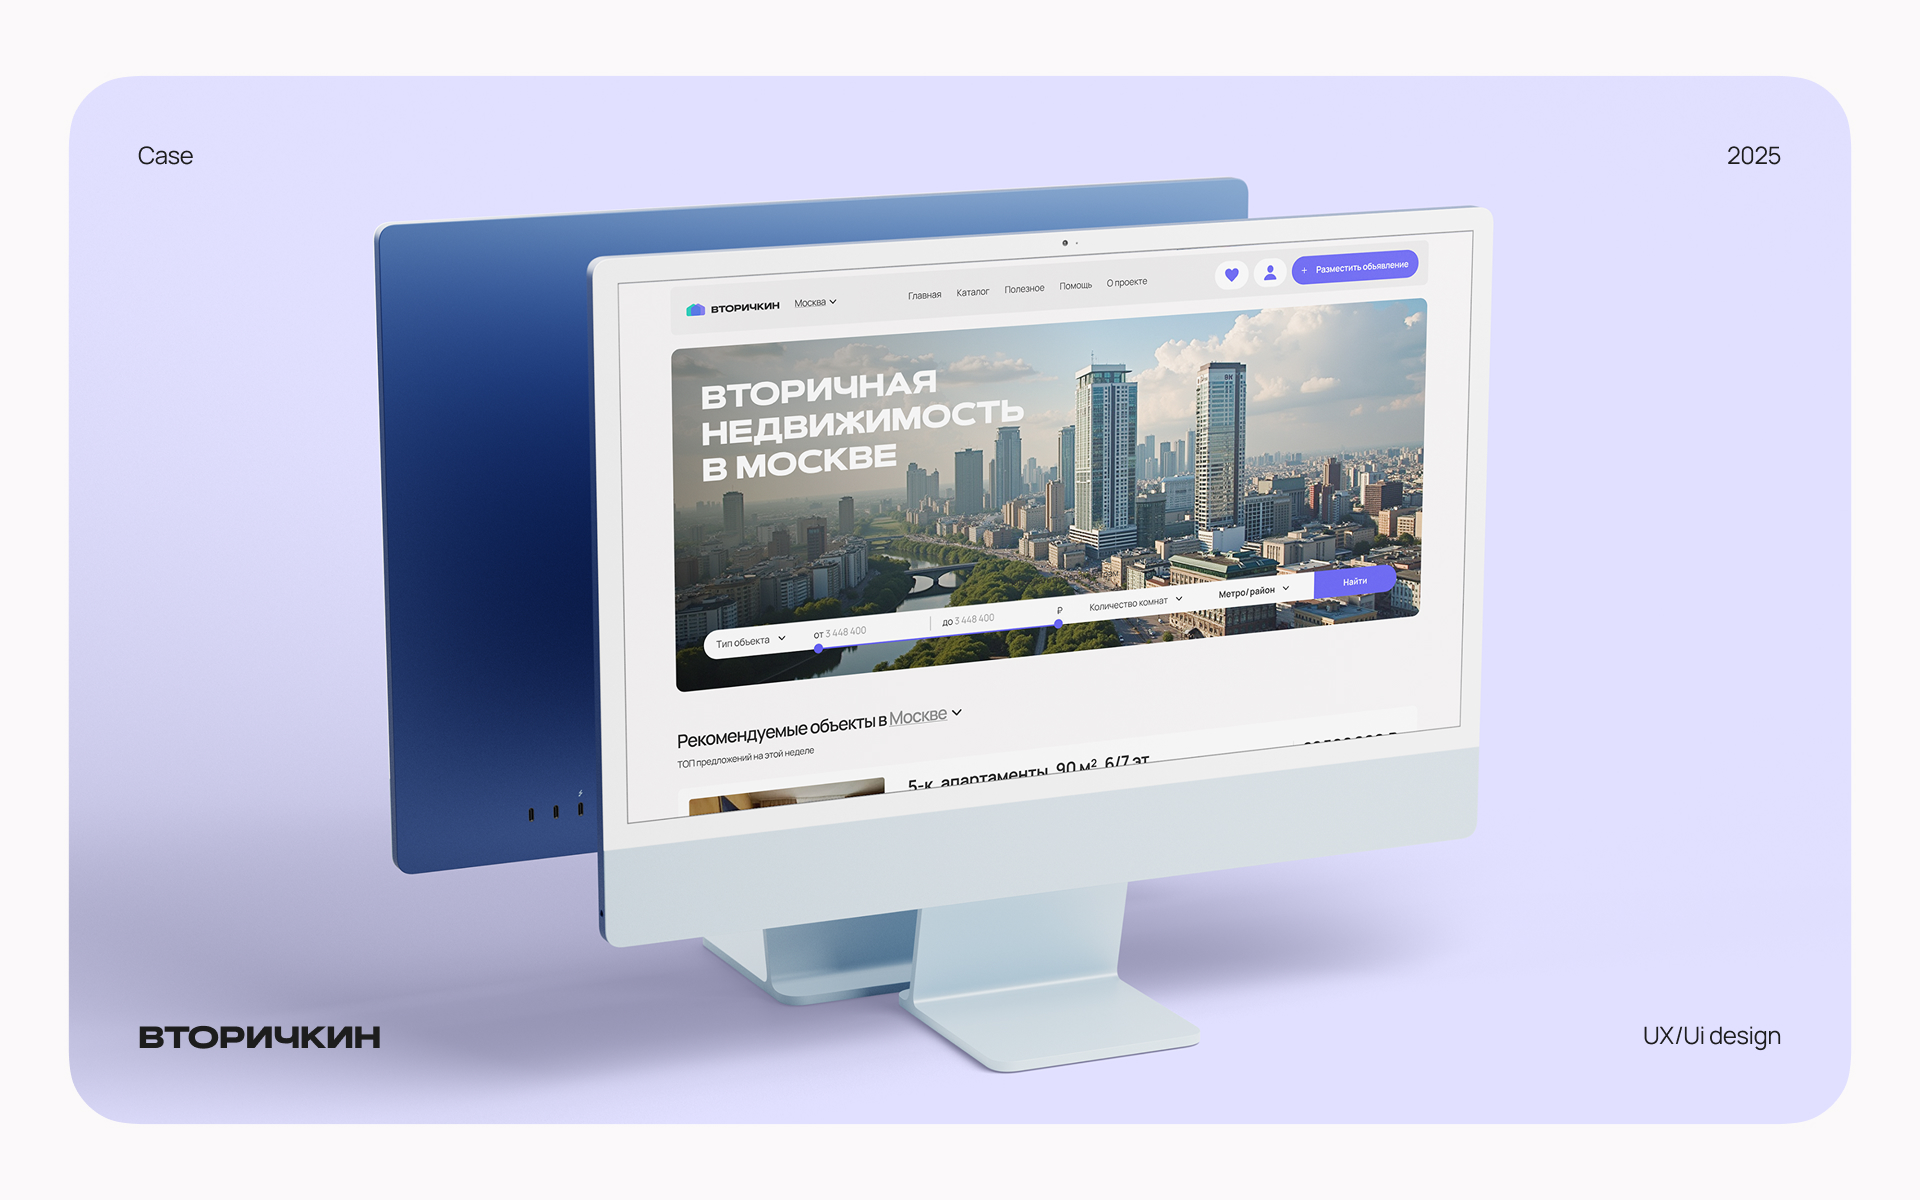 Case
2025
ВТОРИЧКИН
Москва
Главная
Каталог
Полезное
Помощь
О проекте
+ Разместить объявление
ВТОРИЧНАЯ
НЕДВИЖИМОСТЬ
В МОСКВЕ
Тип объекта
от 3 448 400
до 3 448 400
₽
Количество комнат
Метро/район
Найти
Рекомендуемые объекты в Москве
ТОП предложений на этой неделе
5-к. апартаменты, 90 м², 6/7 эт
ВТОРИЧКИН
UX/Ui design